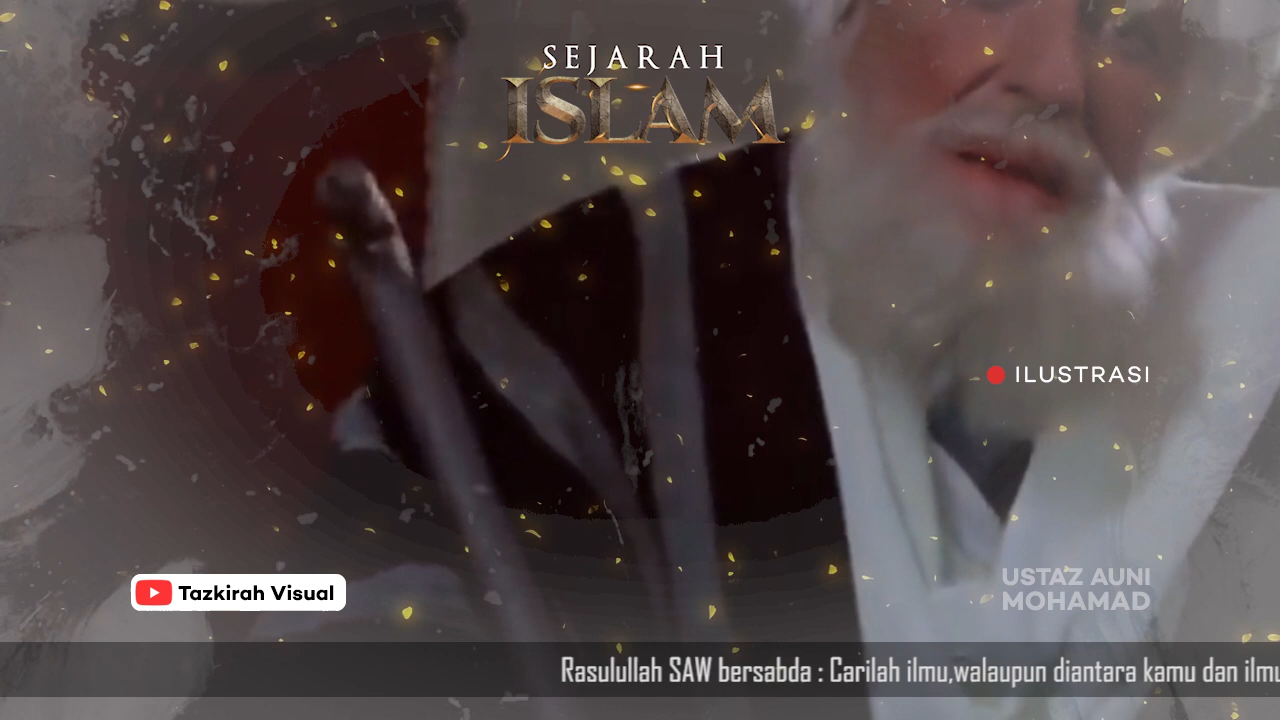 SEJARAH
ISLAM
ILUSTRASI
Tazkirah Visual
USTAZ AUNI
MOHAMAD
Rasulullah SAW bersabda : Carilah ilmu,walaupun diantara kamu dan ilmu